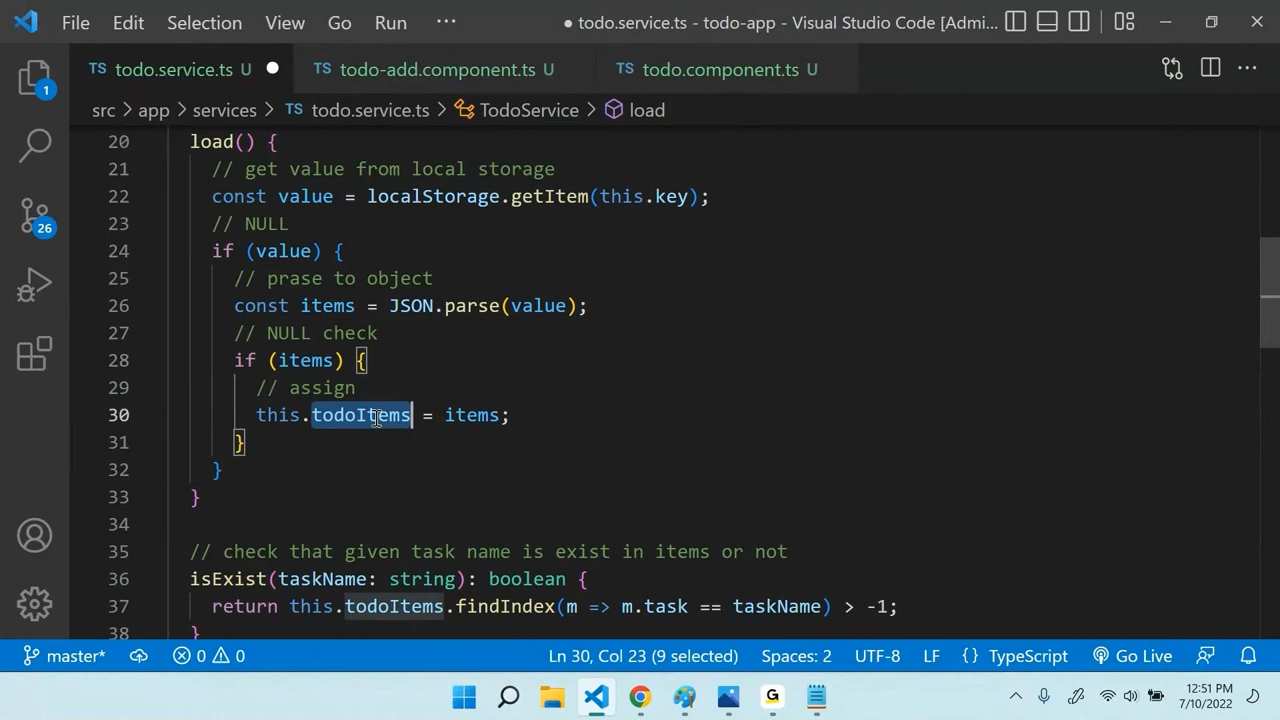 File Edit Selection View Go Run ··· ● todo.service.ts - todo-app - Visual Studio Code [Admi...
TS todo.service.ts U ● TS todo-add.component.ts U TS todo.component.ts U ···
src > app > services > TS todo.service.ts > TodoService > load
20 load() {
21 // get value from local storage
22 const value = localStorage.getItem(this.key);
23 // NULL
24 if (value) {
25 // prase to object
26 const items = JSON.parse(value);
27 // NULL check
28 if (items) {
29 // assign
30 this.todoItems = items;
31 }
32 }
33 }
34
35 // check that given task name is exist in items or not
36 isExist(taskName: string): boolean {
37 return this.todoItems.findIndex(m => m.task == taskName) > -1;
38 }
1
26
master* 0 0 Ln 30, Col 23 (9 selected) Spaces: 2 UTF-8 LF {} TypeScript Go Live
G 12:51 PM
7/10/2022